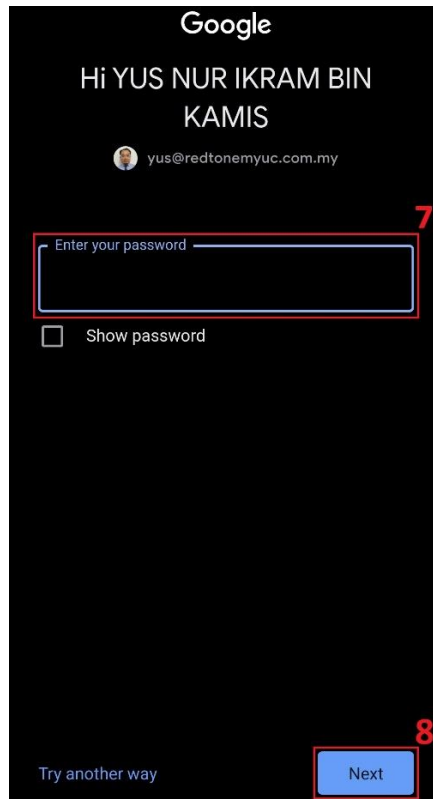 Google
Hi YUS NUR IKRAM BIN
KAMIS
yus@redtonemyuc.com.my
7
Enter your password
Show password
8
Try another way
Next